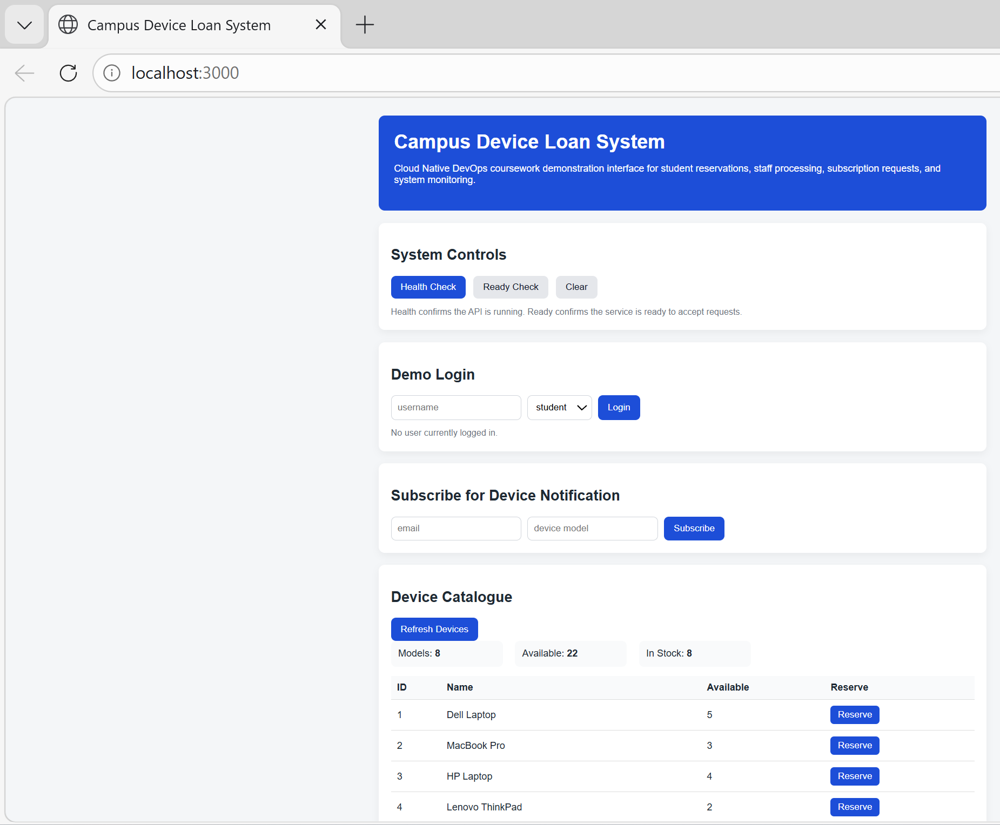 Campus Device Loan System
localhost:3000
Campus Device Loan System
Cloud Native DevOps coursework demonstration interface for student reservations, staff processing, subscription requests, and
system monitoring.
System Controls
Health Check Ready Check Clear
Health confirms the API is running. Ready confirms the service is ready to accept requests.
Demo Login
username student Login
No user currently logged in.
Subscribe for Device Notification
email device model Subscribe
Device Catalogue
Refresh Devices
Models: 8 Available: 22 In Stock: 8
ID Name Available Reserve
1 Dell Laptop 5 Reserve
2 MacBook Pro 3 Reserve
3 HP Laptop 4 Reserve
4 Lenovo ThinkPad 2 Reserve